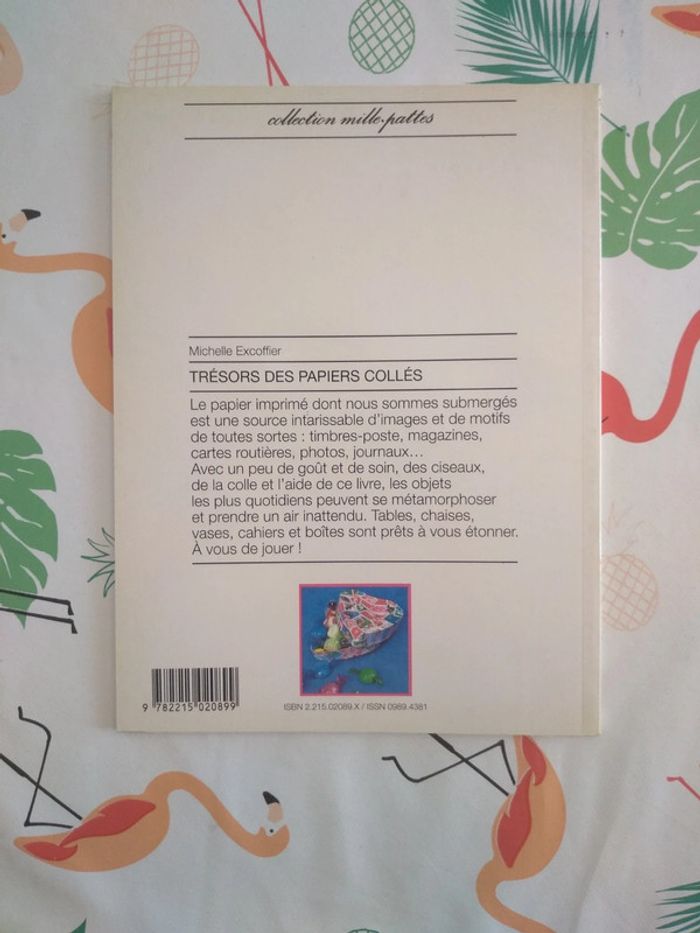 collection mille.pattes
Michelle Excoffier
TRÉSORS DES PAPIERS COLLÉS
Le papier imprimé dont nous sommes submergés
est une source intarissable d'images et de motifs
de toutes sortes : timbres-poste, magazines,
cartes routières, photos, journaux...
Avec un peu de goût et de soin, des ciseaux,
de la colle et l'aide de ce livre, les objets
les plus quotidiens peuvent se métamorphoser
et prendre un air inattendu. Tables, chaises,
vases, cahiers et boîtes sont prêts à vous étonner.
À vous de jouer !
9 782215 020899
ISBN 2.215.02089.X / ISSN 0989.4381